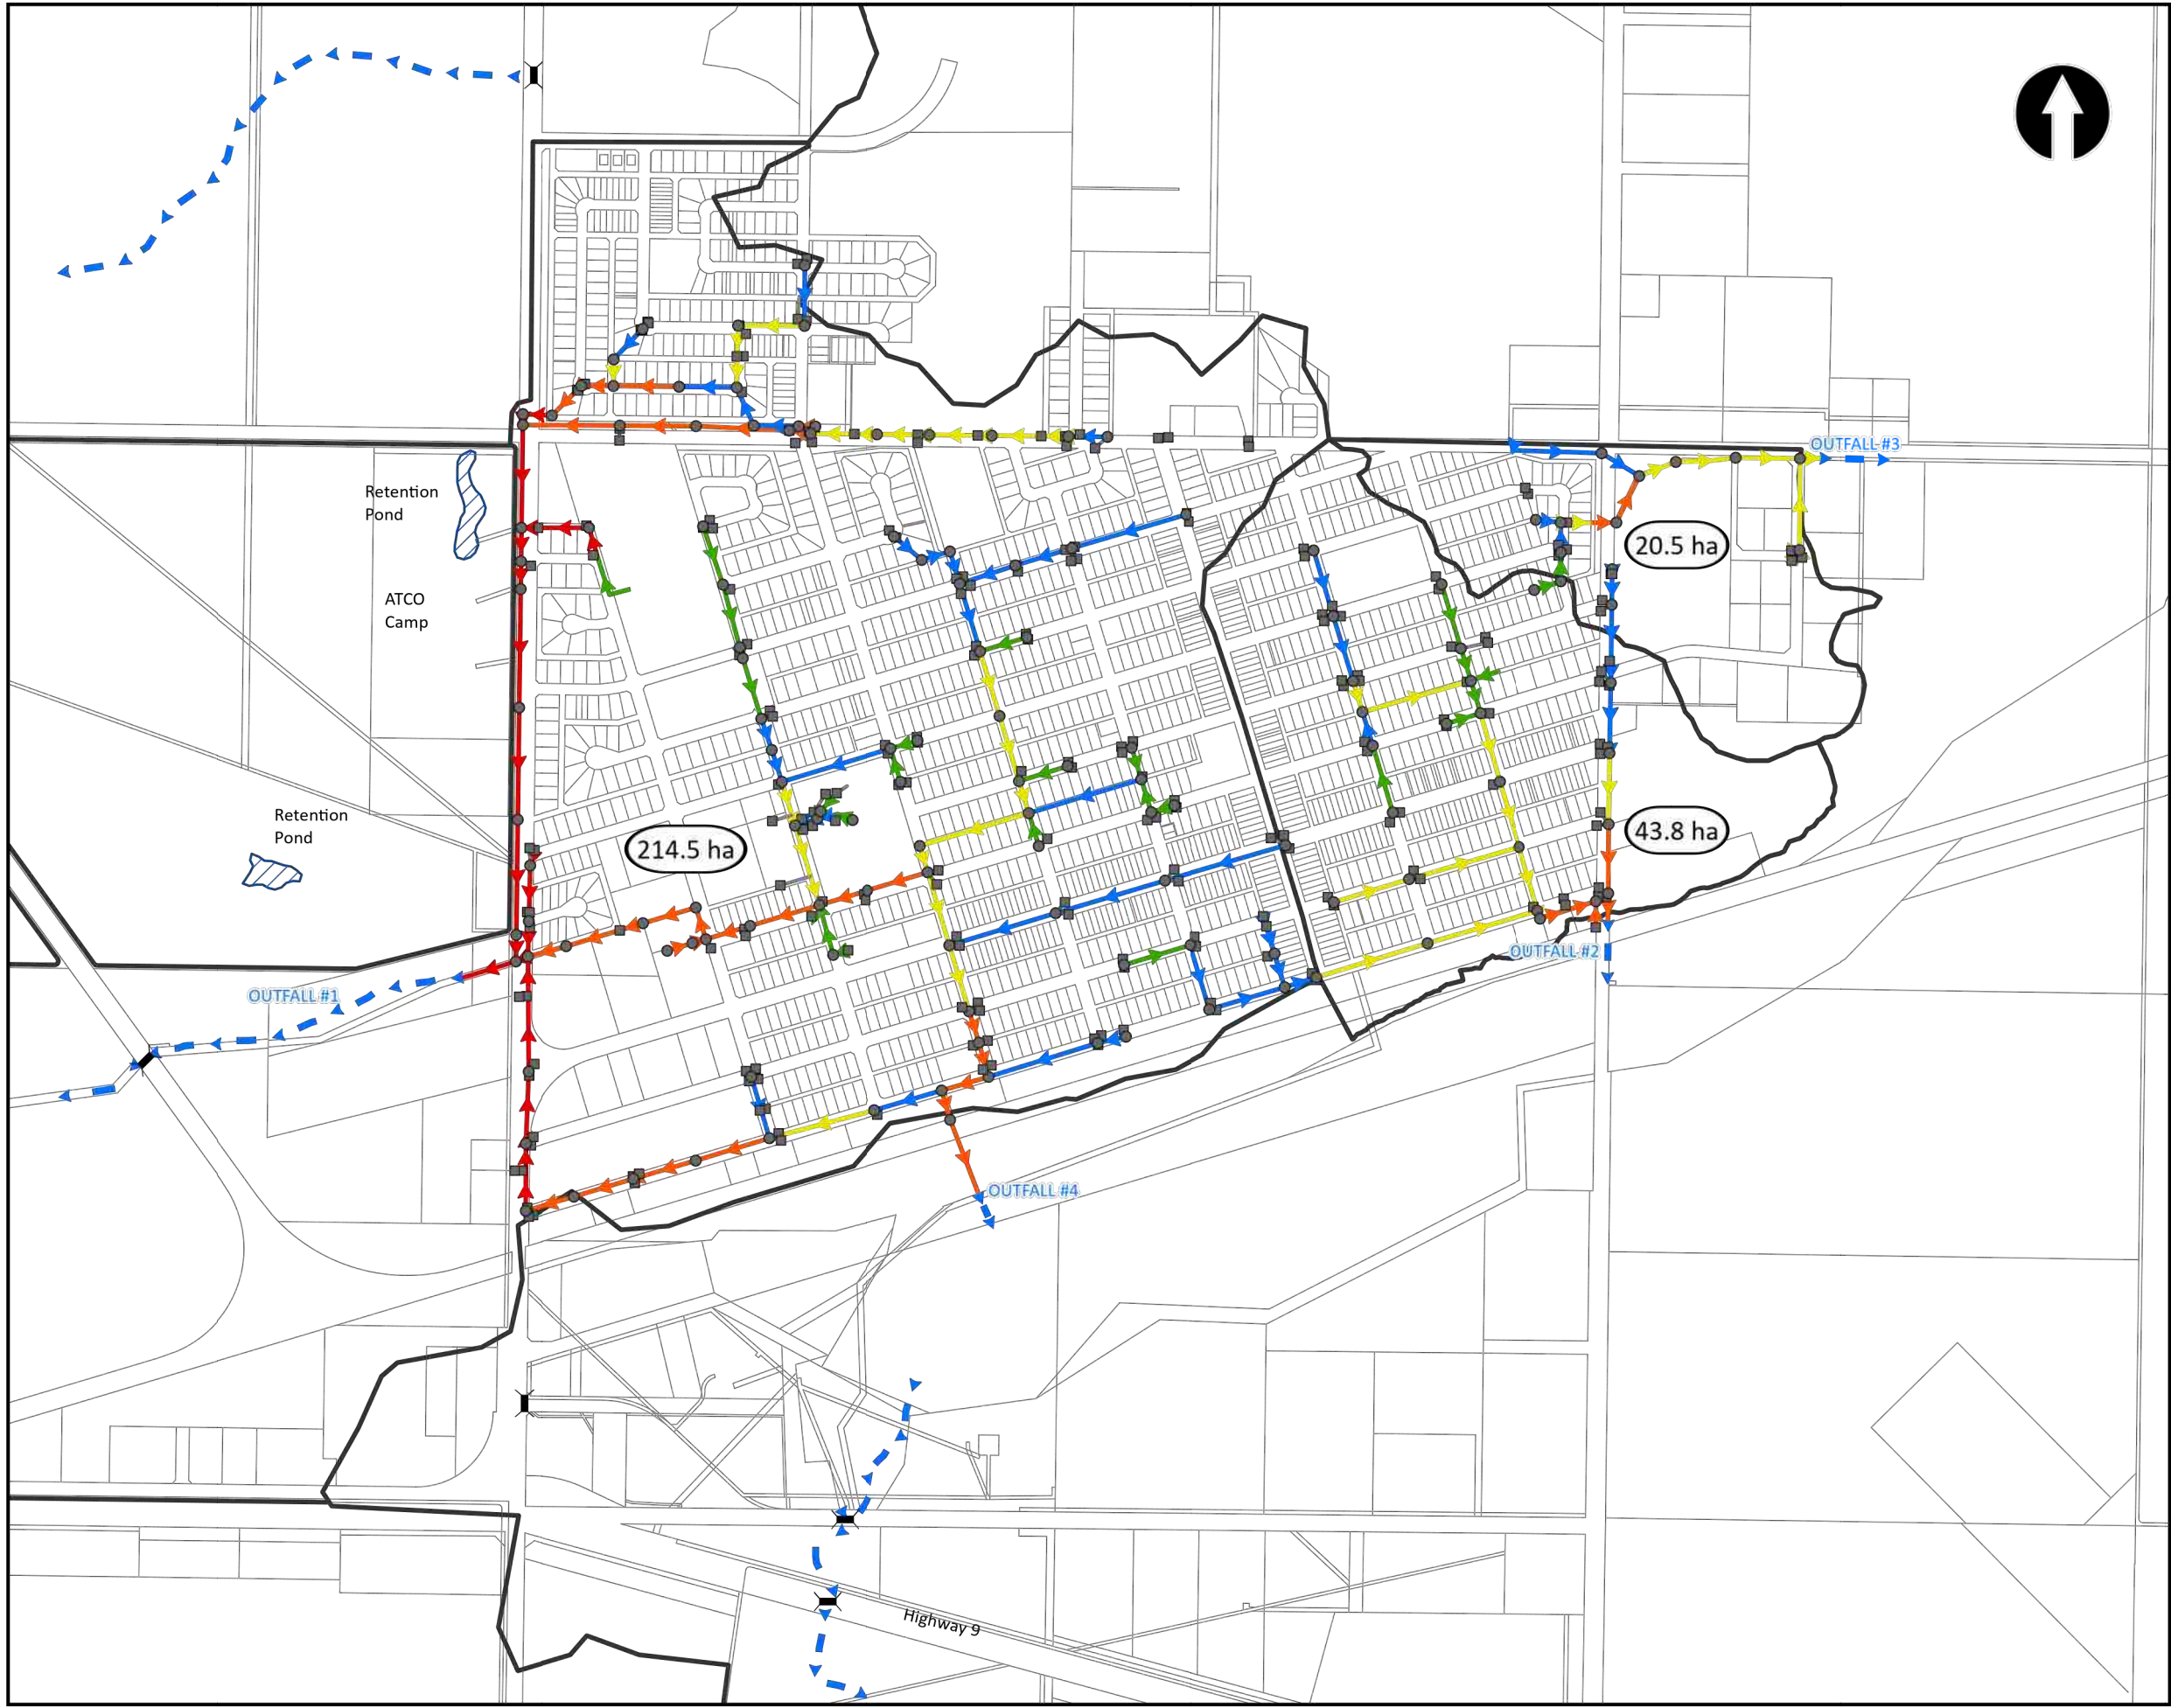 OUTFALL #3
Retention
Pond
20.5 ha
ATCO
Camp
Retention
Pond
214.5 ha
43.8 ha
OUTFALL #2
OUTFALL #1
OUTFALL #4
Highway 9